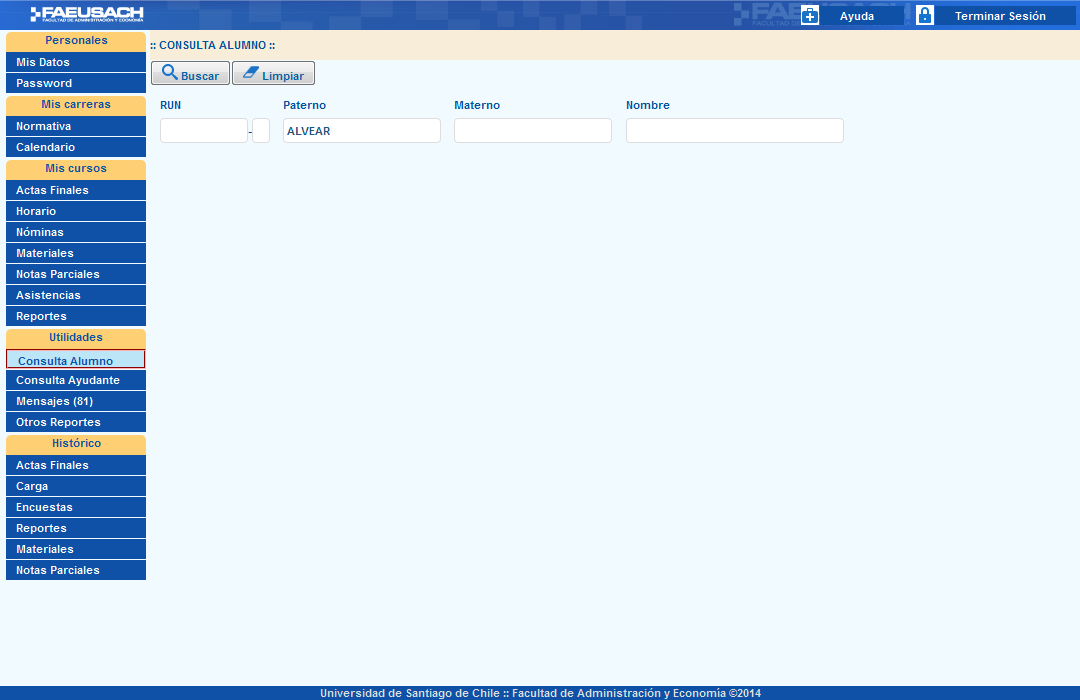 FAEUSACH
FACULTAD DE ADMINISTRACIÓN Y ECONOMÍA
Ayuda
Terminar Sesión
Personales
Mis Datos
Password
Mis carreras
Normativa
Calendario
Mis cursos
Actas Finales
Horario
Nóminas
Materiales
Notas Parciales
Asistencias
Reportes
Utilidades
Consulta Alumno
Consulta Ayudante
Mensajes (81)
Otros Reportes
Histórico
Actas Finales
Carga
Encuestas
Reportes
Materiales
Notas Parciales
:: CONSULTA ALUMNO ::
Buscar Limpiar
RUN Paterno Materno Nombre
- ALVEAR
Universidad de Santiago de Chile :: Facultad de Administración y Economía ©2014